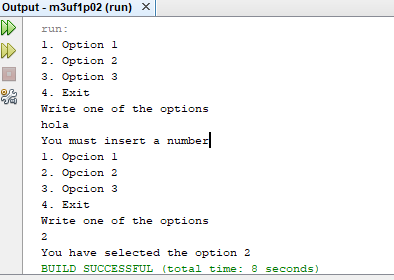 Output - m3uf1p02 (run)
run:
1. Option 1
2. Option 2
3. Option 3
4. Exit
Write one of the options
hola
You must insert a number
1. Opcion 1
2. Opcion 2
3. Opcion 3
4. Exit
Write one of the options
2
You have selected the option 2
BUILD SUCCESSFUL (total time: 8 seconds)